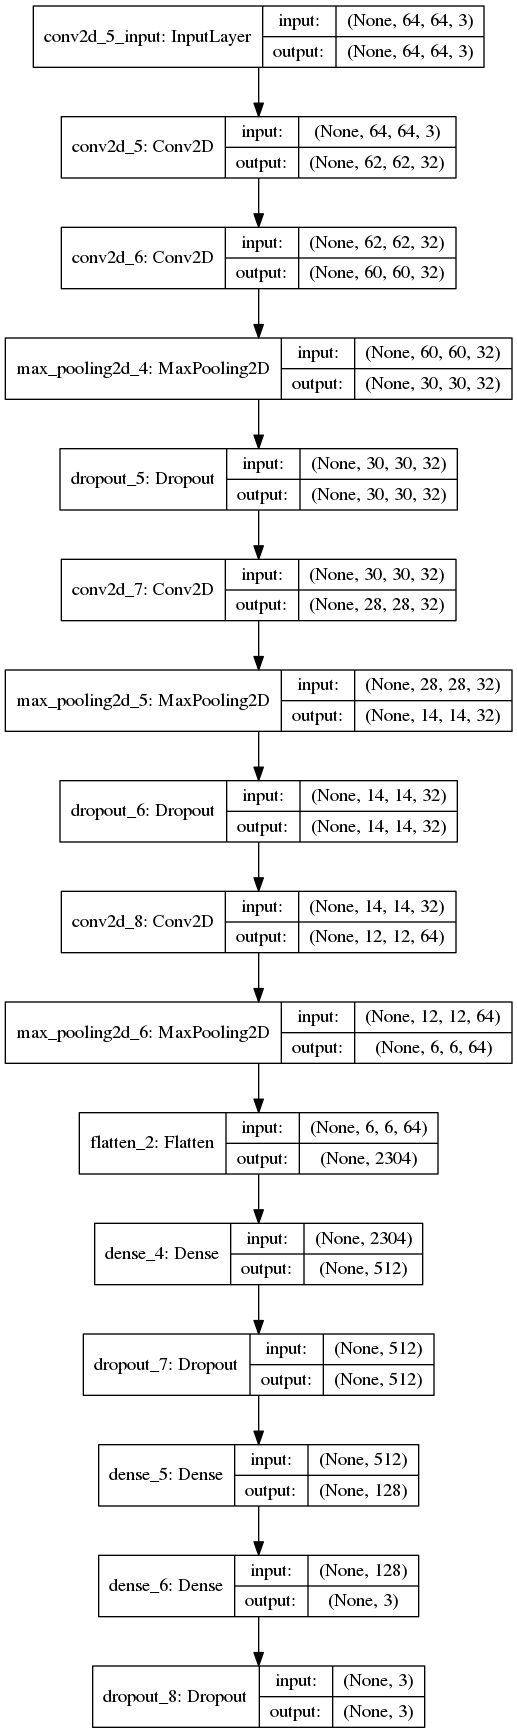 conv2d_5_input: InputLayer input: (None, 64, 64, 3)
output: (None, 64, 64, 3)
conv2d_5: Conv2D input: (None, 64, 64, 3)
output: (None, 62, 62, 32)
conv2d_6: Conv2D input: (None, 62, 62, 32)
output: (None, 60, 60, 32)
max_pooling2d_4: MaxPooling2D input: (None, 60, 60, 32)
output: (None, 30, 30, 32)
dropout_5: Dropout input: (None, 30, 30, 32)
output: (None, 30, 30, 32)
conv2d_7: Conv2D input: (None, 30, 30, 32)
output: (None, 28, 28, 32)
max_pooling2d_5: MaxPooling2D input: (None, 28, 28, 32)
output: (None, 14, 14, 32)
dropout_6: Dropout input: (None, 14, 14, 32)
output: (None, 14, 14, 32)
conv2d_8: Conv2D input: (None, 14, 14, 32)
output: (None, 12, 12, 64)
max_pooling2d_6: MaxPooling2D input: (None, 12, 12, 64)
output: (None, 6, 6, 64)
flatten_2: Flatten input: (None, 6, 6, 64)
output: (None, 2304)
dense_4: Dense input: (None, 2304)
output: (None, 512)
dropout_7: Dropout input: (None, 512)
output: (None, 512)
dense_5: Dense input: (None, 512)
output: (None, 128)
dense_6: Dense input: (None, 128)
output: (None, 3)
dropout_8: Dropout input: (None, 3)
output: (None, 3)